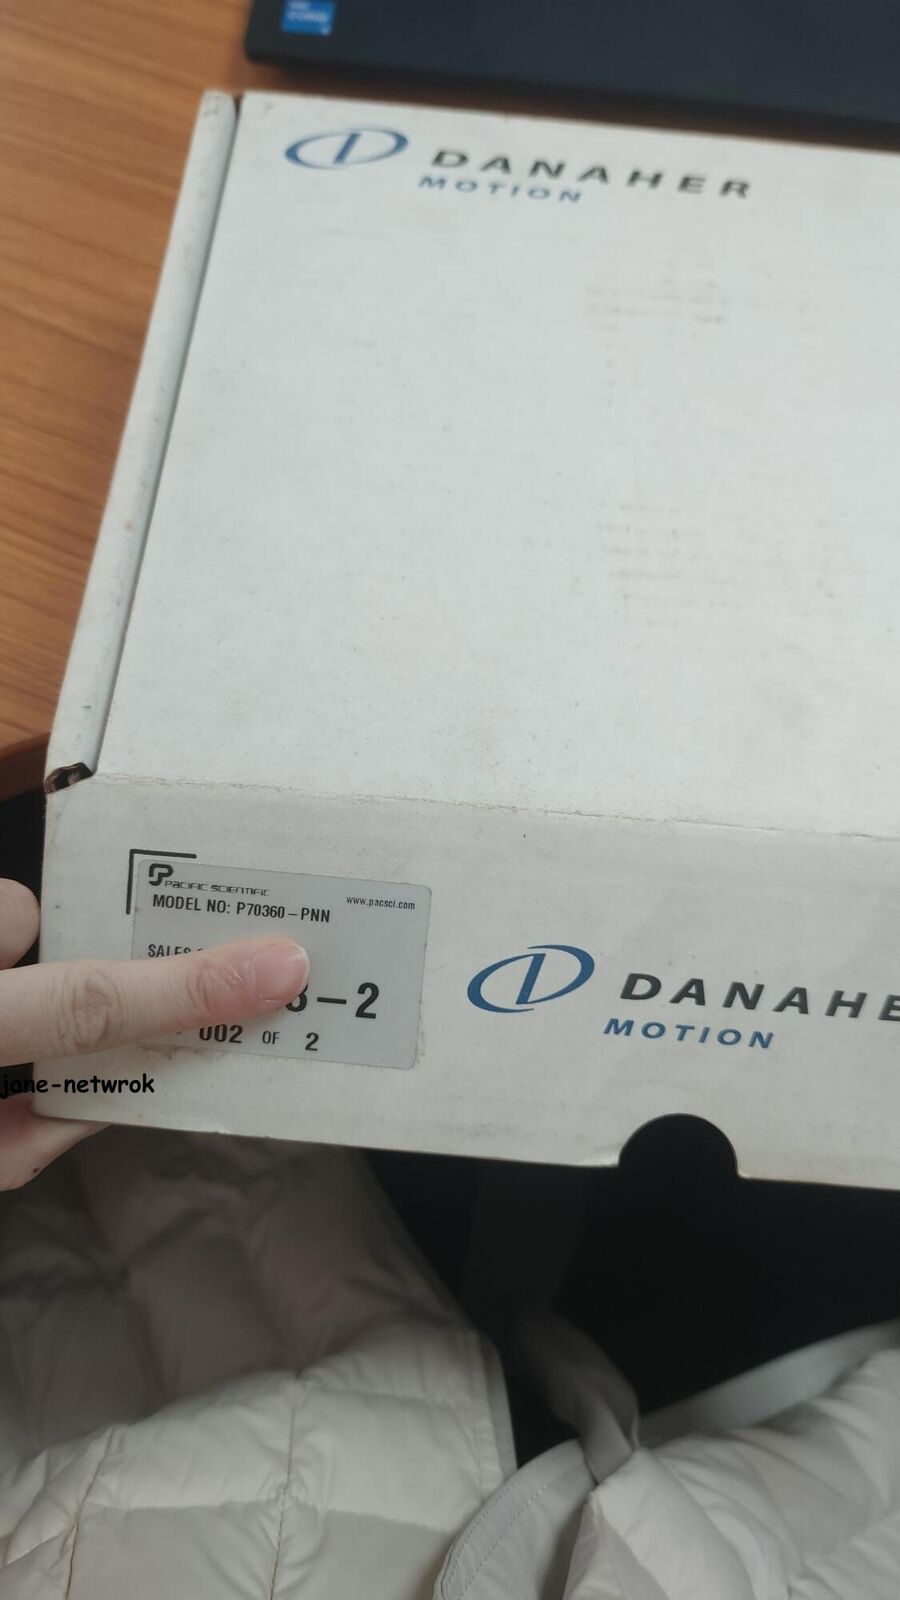 DANAHER
MOTION
PACIFIC SCIENTIFIC
www.pacsci.com
MODEL NO: P70360-PNN
SALES
-2
002 OF 2
DANAHE
MOTION
jane-netwrok